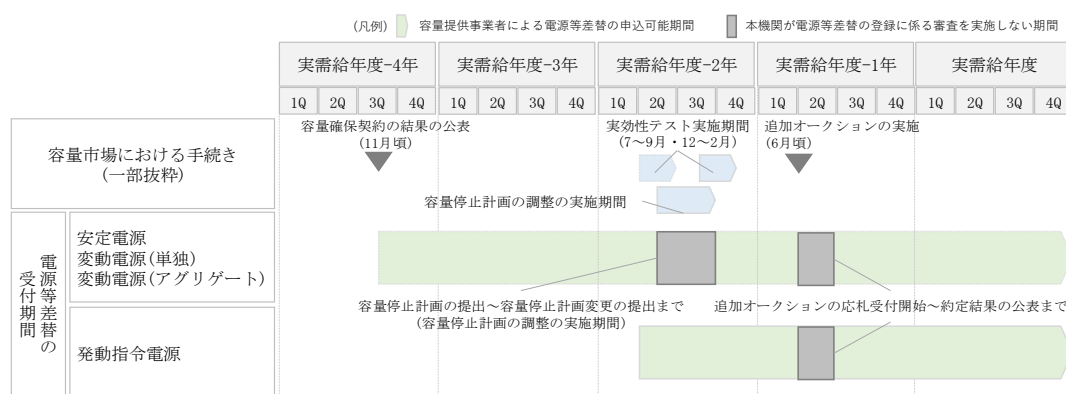 (凡例) 容量提供事業者による電源等差替の申込可能期間 本機関が電源等差替の登録に係る審査を実施しない期間
実需給年度-4年 実需給年度-3年 実需給年度-2年 実需給年度-1年 実需給年度
1Q 2Q 3Q 4Q 1Q 2Q 3Q 4Q 1Q 2Q 3Q 4Q 1Q 2Q 3Q 4Q 1Q 2Q 3Q 4Q
容量市場における手続き
(一部抜粋)
容量確保契約の結果の公表
(11月頃)
実効性テスト実施期間
(7～9月・12～2月)
追加オークションの実施
(6月頃)
容量停止計画の調整の実施期間
電源等差替の
受付期間
安定電源
変動電源(単独)
変動電源(アグリゲート)
容量停止計画の提出～容量停止計画変更の提出まで
(容量停止計画の調整の実施期間)
追加オークションの応札受付開始～約定結果の公表まで
発動指令電源